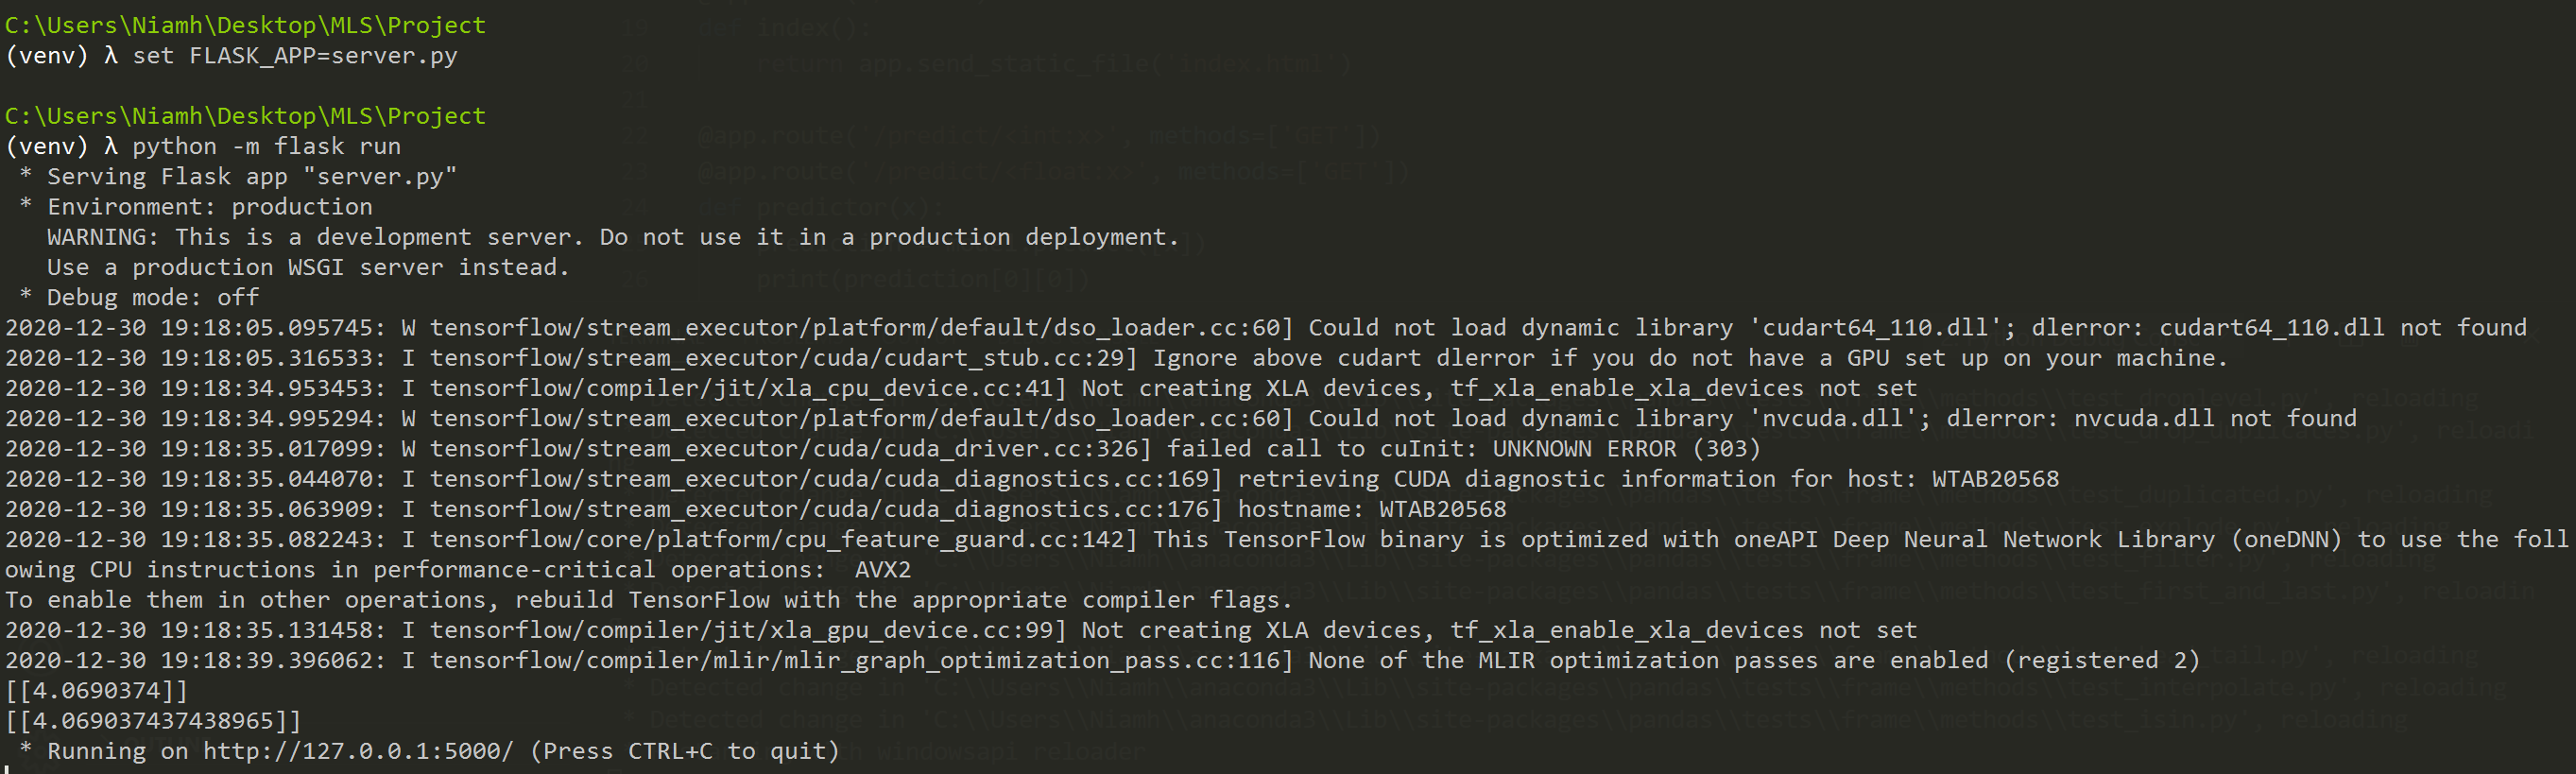 C:\Users\Niamh\Desktop\MLS\Project
(venv) λ set FLASK_APP=server.py
C:\Users\Niamh\Desktop\MLS\Project
(venv) λ python -m flask run
 * Serving Flask app "server.py"
 * Environment: production
   WARNING: This is a development server. Do not use it in a production deployment.
   Use a production WSGI server instead.
 * Debug mode: off
2020-12-30 19:18:05.095745: W tensorflow/stream_executor/platform/default/dso_loader.cc:60] Could not load dynamic library 'cudart64_110.dll'; dlerror: cudart64_110.dll not found
2020-12-30 19:18:05.316533: I tensorflow/stream_executor/cuda/cudart_stub.cc:29] Ignore above cudart dlerror if you do not have a GPU set up on your machine.
2020-12-30 19:18:34.953453: I tensorflow/compiler/jit/xla_cpu_device.cc:41] Not creating XLA devices, tf_xla_enable_xla_devices not set
2020-12-30 19:18:34.995294: W tensorflow/stream_executor/platform/default/dso_loader.cc:60] Could not load dynamic library 'nvcuda.dll'; dlerror: nvcuda.dll not found
2020-12-30 19:18:35.017099: W tensorflow/stream_executor/cuda/cuda_driver.cc:326] failed call to cuInit: UNKNOWN ERROR (303)
2020-12-30 19:18:35.044070: I tensorflow/stream_executor/cuda/cuda_diagnostics.cc:169] retrieving CUDA diagnostic information for host: WTAB20568
2020-12-30 19:18:35.063909: I tensorflow/stream_executor/cuda/cuda_diagnostics.cc:176] hostname: WTAB20568
2020-12-30 19:18:35.082243: I tensorflow/core/platform/cpu_feature_guard.cc:142] This TensorFlow binary is optimized with oneAPI Deep Neural Network Library (oneDNN) to use the foll
owing CPU instructions in performance-critical operations:  AVX2
To enable them in other operations, rebuild TensorFlow with the appropriate compiler flags.
2020-12-30 19:18:35.131458: I tensorflow/compiler/jit/xla_gpu_device.cc:99] Not creating XLA devices, tf_xla_enable_xla_devices not set
2020-12-30 19:18:39.396062: I tensorflow/compiler/mlir/mlir_graph_optimization_pass.cc:116] None of the MLIR optimization passes are enabled (registered 2)
[[4.0690374]]
[[4.069037437438965]]
 * Running on http://127.0.0.1:5000/ (Press CTRL+C to quit)